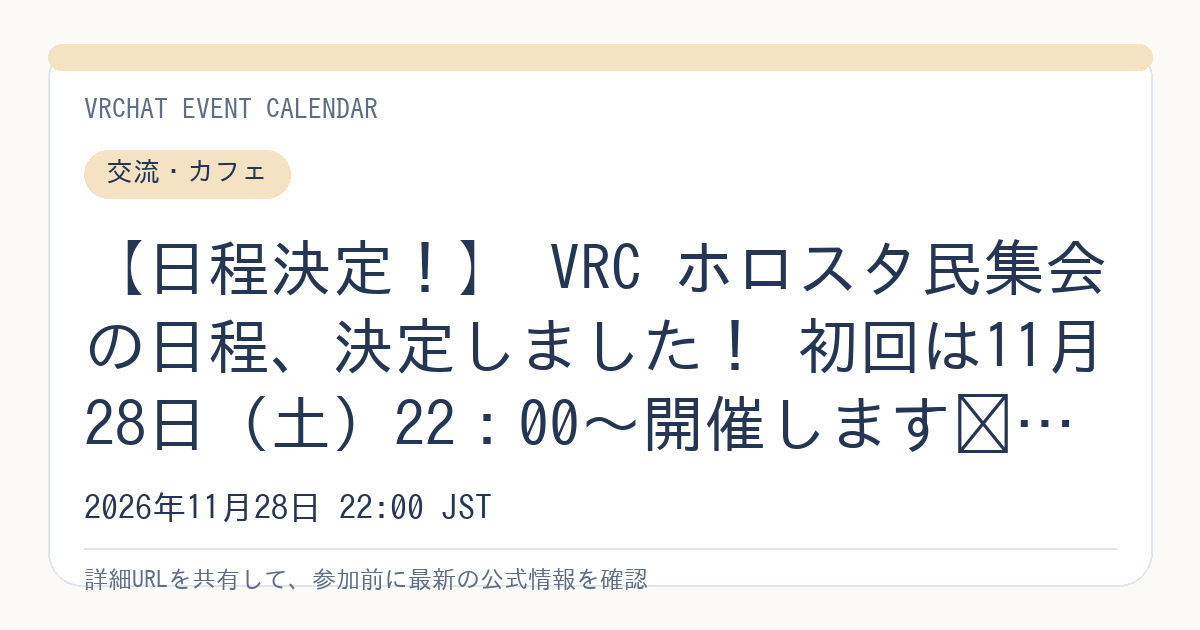 VRCHAT EVENT CALENDAR
交流・カフェ
【日程決定！】 VRC ホロスタ民集会
の日程、決定しました！ 初回は11月
28日（土）22：00〜開催します…
2026年11月28日 22:00 JST
詳細URLを共有して、参加前に最新の公式情報を確認